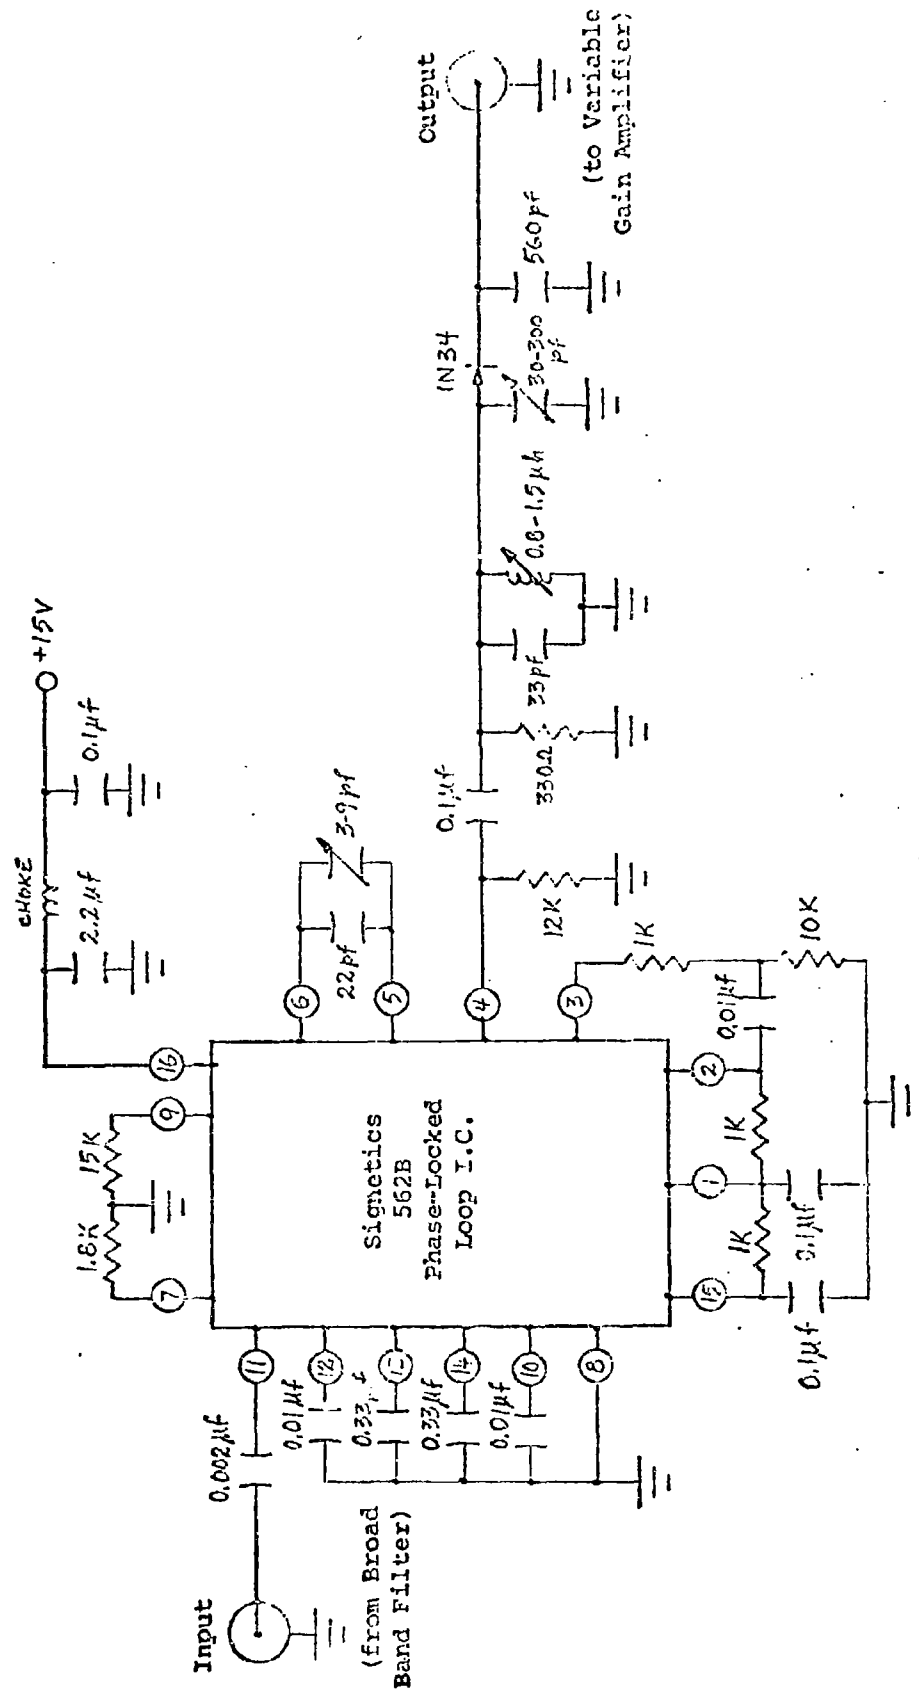 CHOKE
+15V
2.2µf
0.1µf
1.8K
15K
7
9
16
Input
(from Broad
Band Filter)
0.002µf
11
0.01µf
12
0.33µf
13
0.33µf
14
0.01µf
10
8
Signetics
562B
Phase-Locked
Loop I.C.
6
22pf
3-9pf
5
4
12K
0.1µf
330Ω
33pf
0.8-1.5µh
30-300
pf
1N34
560pf
Output
(to Variable
Gain Amplifier)
3
1K
10K
0.01µf
2
1K
1
1K
15
0.1µf
0.1µf